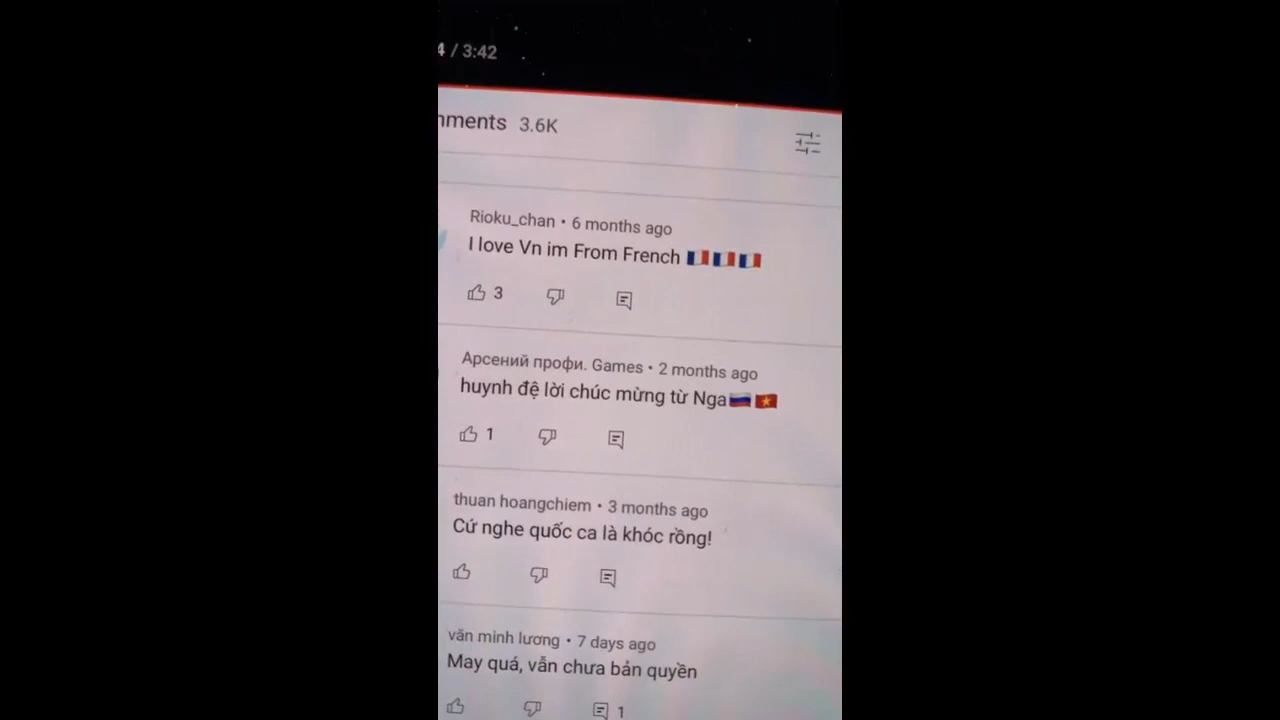 4 / 3:42
mments 3.6K
Rioku_chan • 6 months ago
I love Vn im From French 🇫🇷🇫🇷🇫🇷
3
Арсений профи. Games • 2 months ago
huynh đệ lời chúc mừng từ Nga🇷🇺🇻🇳
1
thuan hoangchiem • 3 months ago
Cứ nghe quốc ca là khóc rồng!
văn minh lương • 7 days ago
May quá, vẫn chưa bản quyền
1